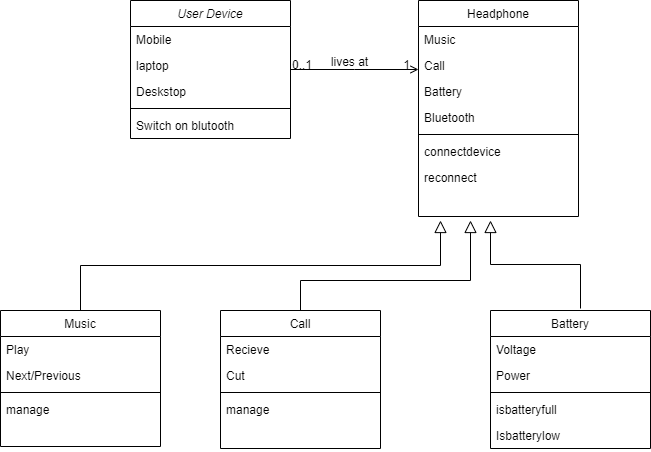 User Device
Mobile
laptop
Deskstop
Switch on blutooth
0..1
lives at
1
Headphone
Music
Call
Battery
Bluetooth
connectdevice
reconnect
Music
Play
Next/Previous
manage
Call
Recieve
Cut
manage
Battery
Voltage
Power
isbatteryfull
Isbatterylow